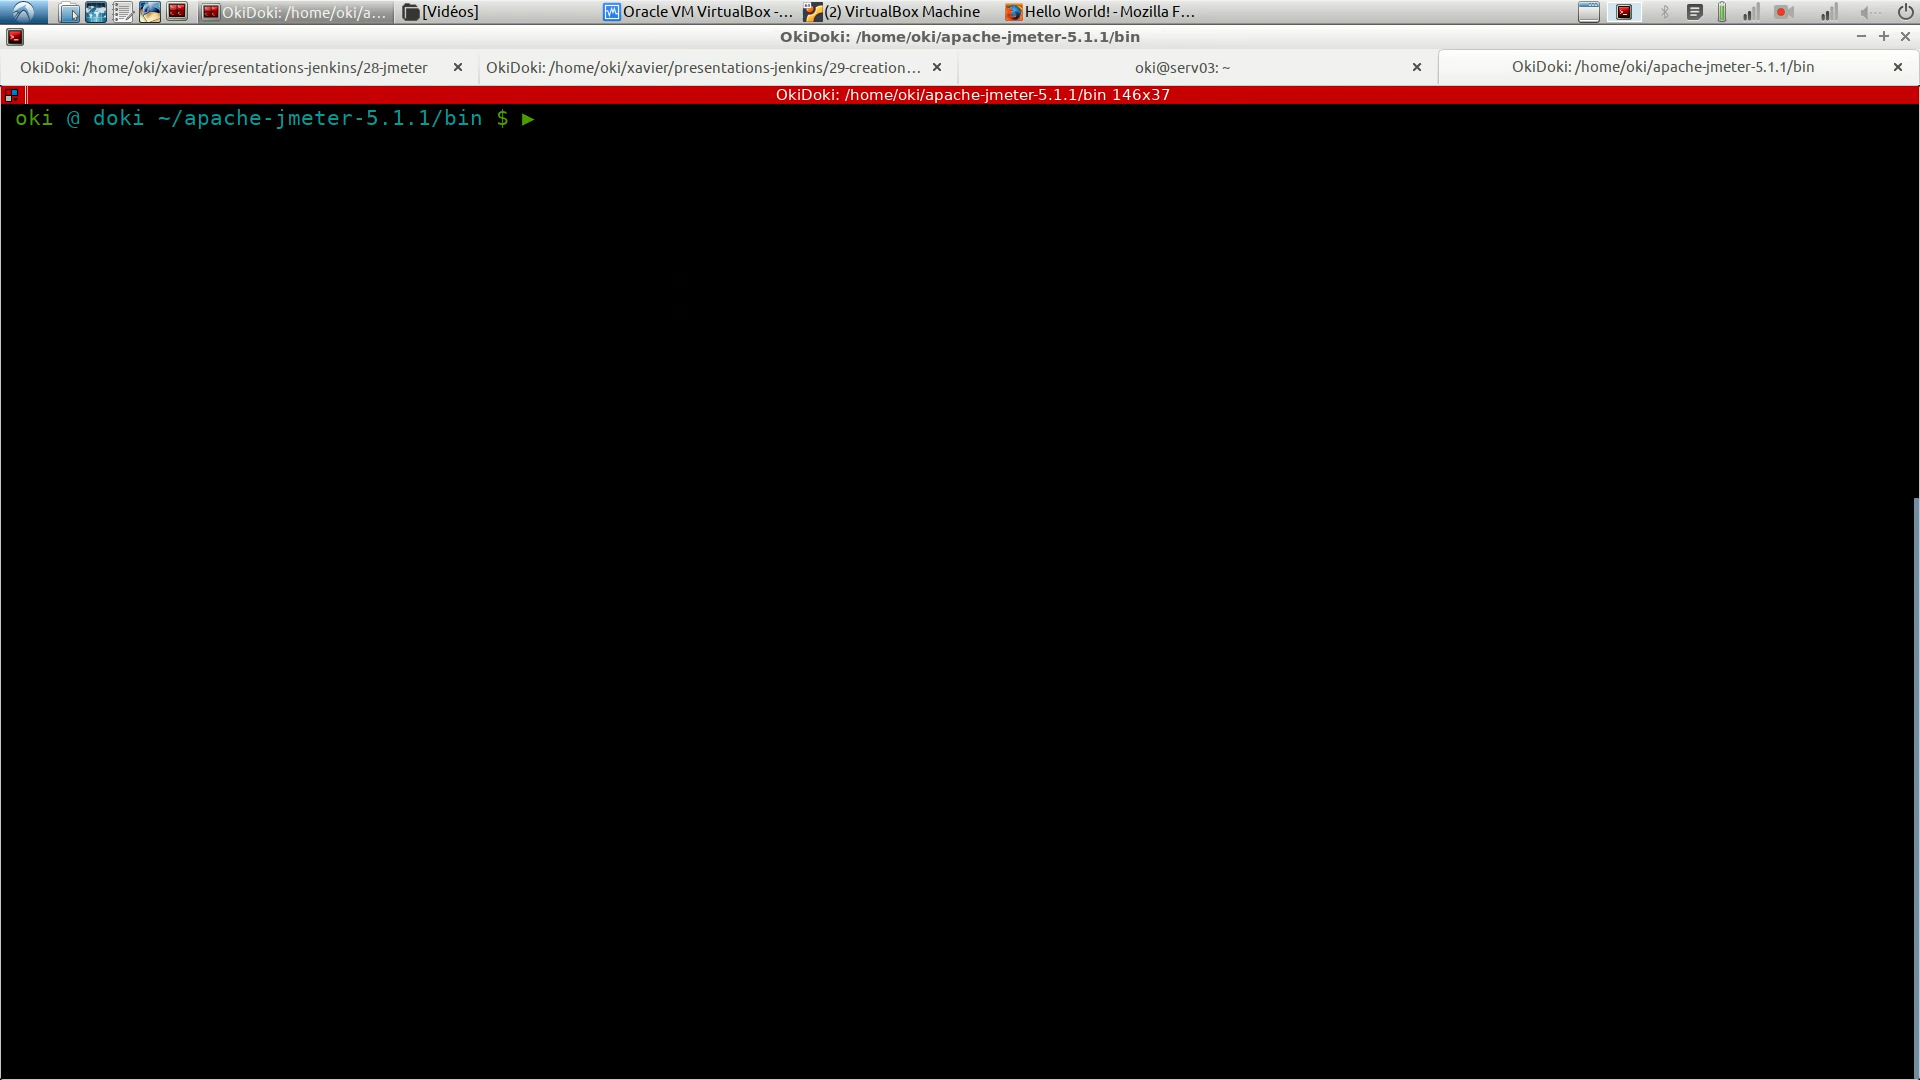 OkiDoki: /home/oki/a... [Vidéos] Oracle VM VirtualBox -... (2) VirtualBox Machine Hello World! - Mozilla F...
OkiDoki: /home/oki/apache-jmeter-5.1.1/bin
OkiDoki: /home/oki/xavier/presentations-jenkins/28-jmeter OkiDoki: /home/oki/xavier/presentations-jenkins/29-creation... oki@serv03: ~ OkiDoki: /home/oki/apache-jmeter-5.1.1/bin
OkiDoki: /home/oki/apache-jmeter-5.1.1/bin 146x37
oki @ doki ~/apache-jmeter-5.1.1/bin $ ▶